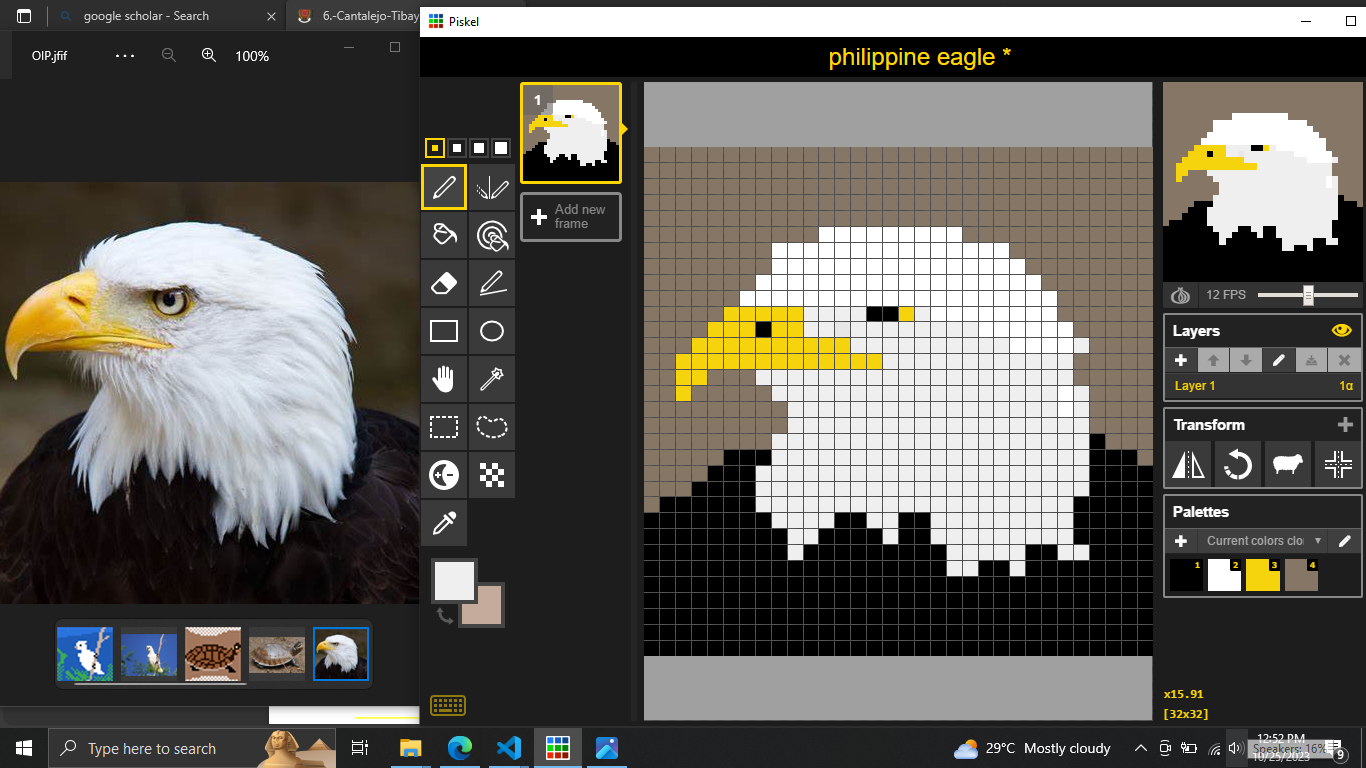 google scholar - Search
6.-Cantalejo-Tibay
Piskel
OIP.jfif
100%
philippine eagle *
1
Add new
frame
12 FPS
Layers
Layer 1
1α
Transform
Palettes
Current colors clo
1
2
3
4
x15.91
[32x32]
Type here to search
29°C Mostly cloudy
12:52 PM
Speakers: 16%
10/25/2023
9